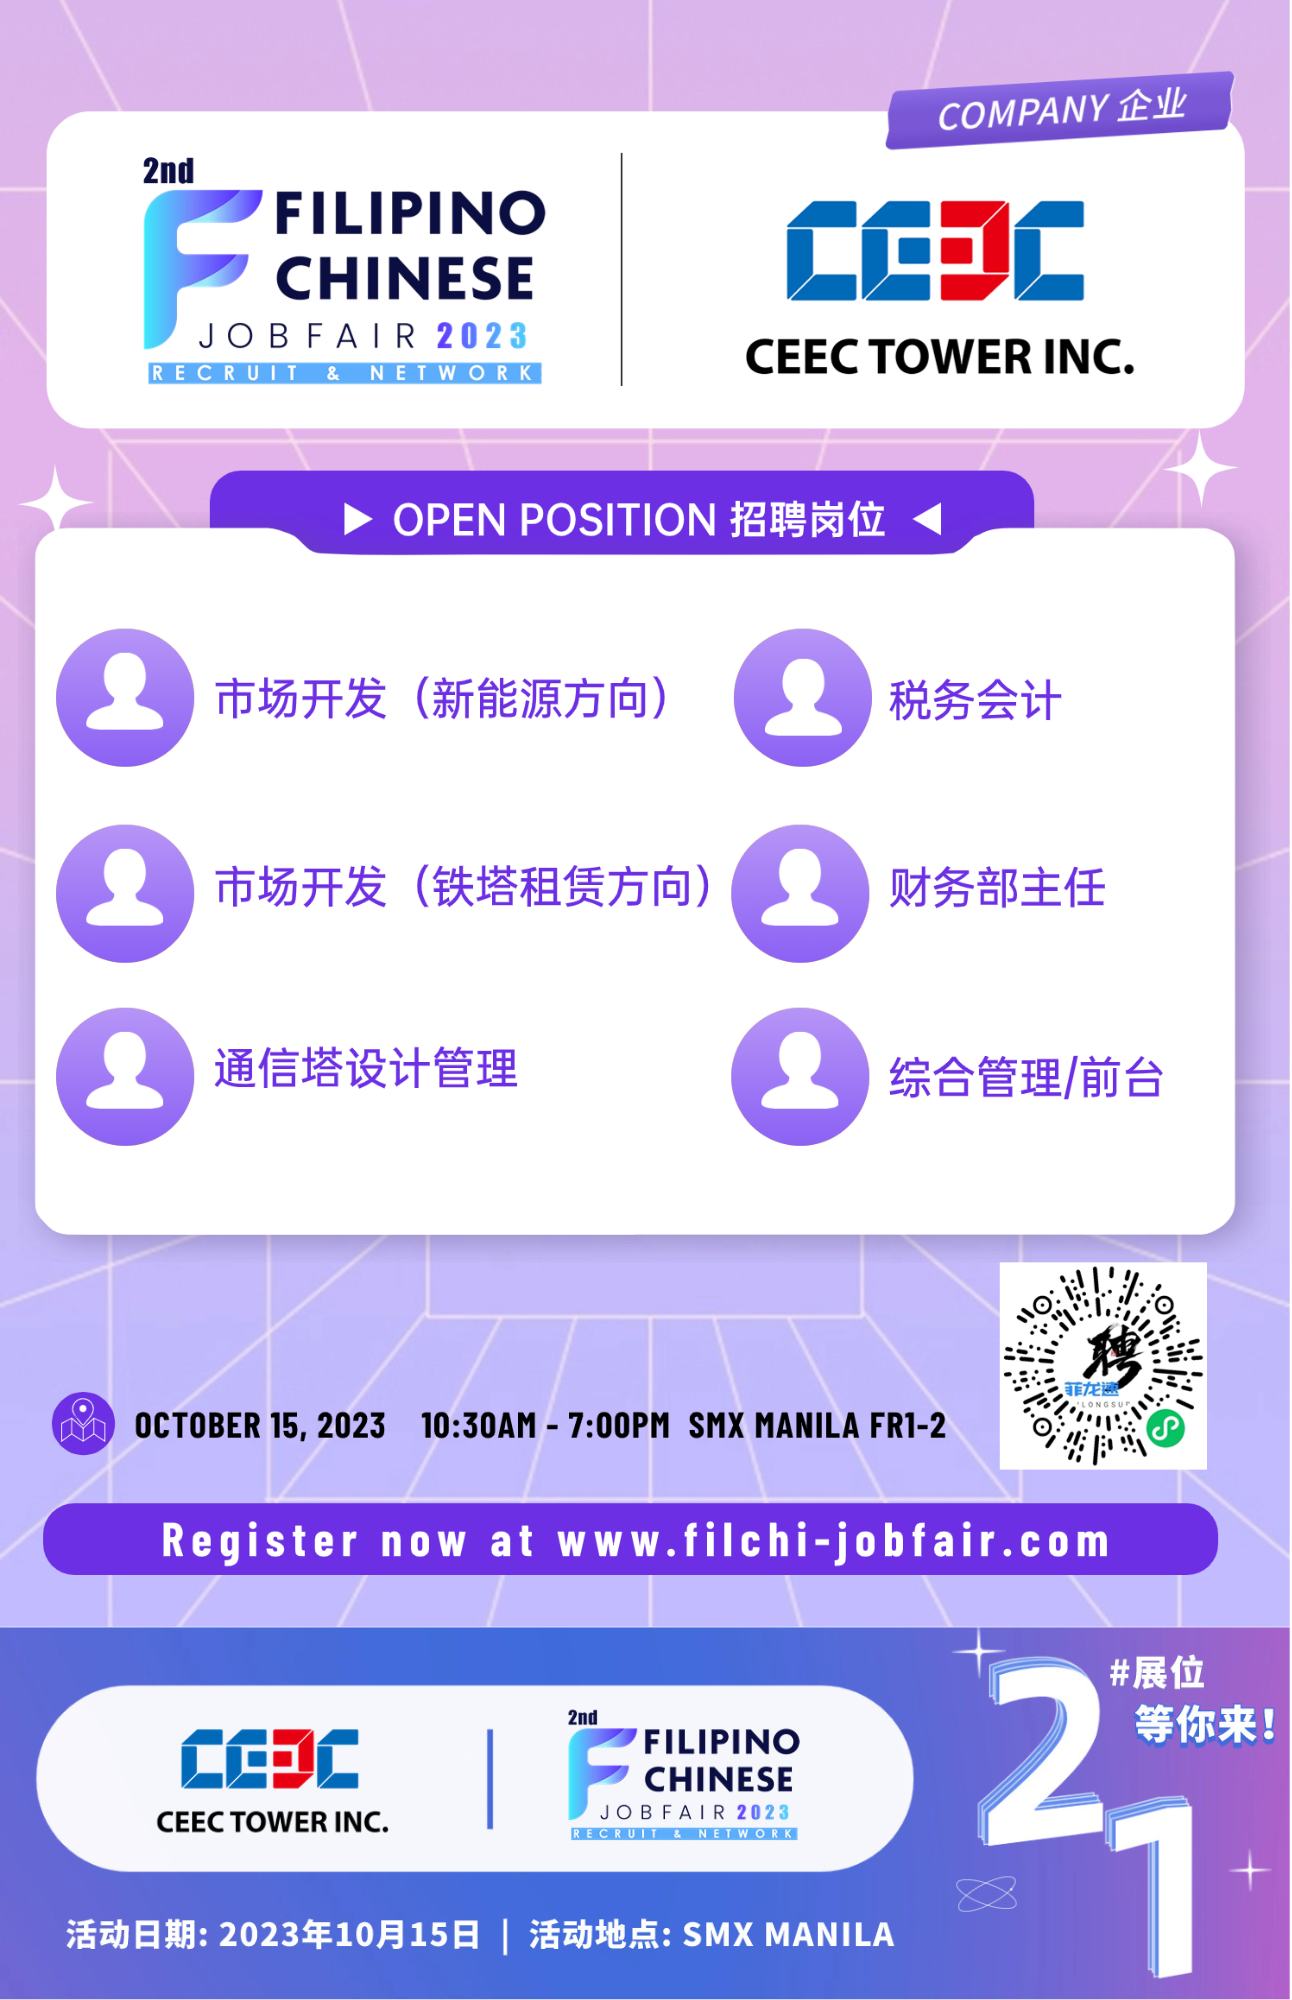 COMPANY 企业
2nd
FILIPINO
CHINESE
JOBFAIR 2023
RECRUIT & NETWORK
CEEC
CEEC TOWER INC.
OPEN POSITION 招聘岗位
市场开发（新能源方向）
税务会计
市场开发（铁塔租赁方向）
财务部主任
通信塔设计管理
综合管理/前台
聘
菲龙速
OCTOBER 15, 2023 10:30AM - 7:00PM SMX MANILA FR1-2
Register now at www.filchi-jobfair.com
#展位
等你来!
21
CEEC
CEEC TOWER INC.
2nd
FILIPINO
CHINESE
JOBFAIR 2023
RECRUIT & NETWORK
活动日期: 2023年10月15日 | 活动地点: SMX MANILA